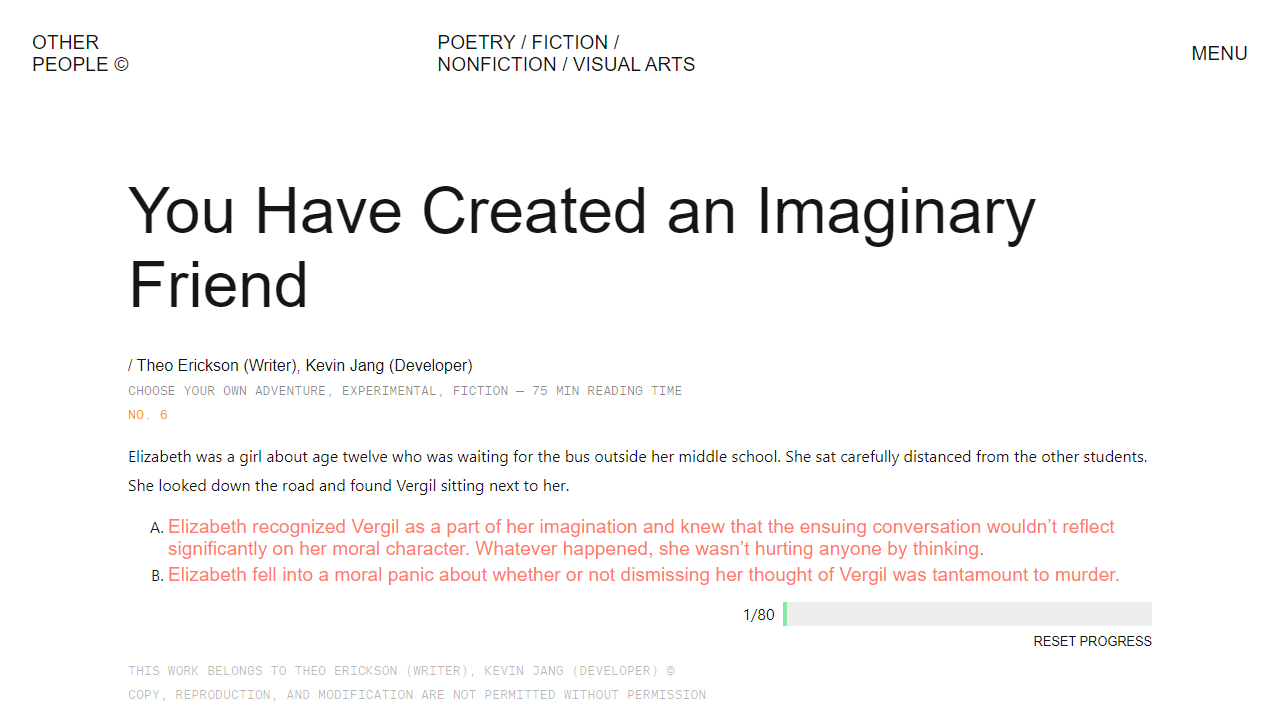 OTHER
PEOPLE ©
POETRY / FICTION /
NONFICTION / VISUAL ARTS
MENU
You Have Created an Imaginary
Friend
/ Theo Erickson (Writer), Kevin Jang (Developer)
CHOOSE YOUR OWN ADVENTURE, EXPERIMENTAL, FICTION — 75 MIN READING TIME
NO. 6
Elizabeth was a girl about age twelve who was waiting for the bus outside her middle school. She sat carefully distanced from the other students.
She looked down the road and found Vergil sitting next to her.
A. Elizabeth recognized Vergil as a part of her imagination and knew that the ensuing conversation wouldn’t reflect
significantly on her moral character. Whatever happened, she wasn’t hurting anyone by thinking.
B. Elizabeth fell into a moral panic about whether or not dismissing her thought of Vergil was tantamount to murder.
1/80
RESET PROGRESS
THIS WORK BELONGS TO THEO ERICKSON (WRITER), KEVIN JANG (DEVELOPER) ©
COPY, REPRODUCTION, AND MODIFICATION ARE NOT PERMITTED WITHOUT PERMISSION